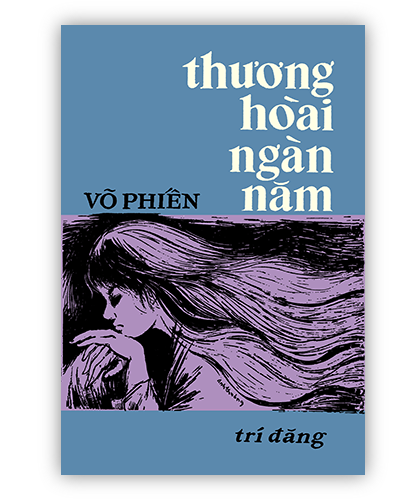 thương
hoài
ngàn
năm
VÕ PHIẾN
trí đăng